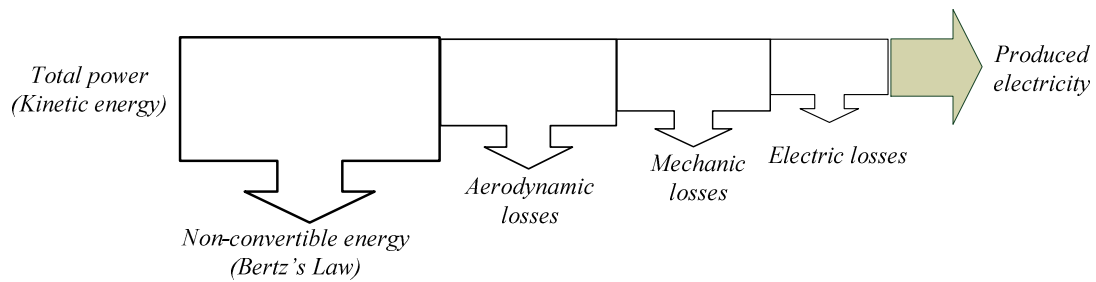 Total power
(Kinetic energy)
Non-convertible energy
(Bertz's Law)
Aerodynamic
losses
Mechanic
losses
Electric losses
Produced
electricity